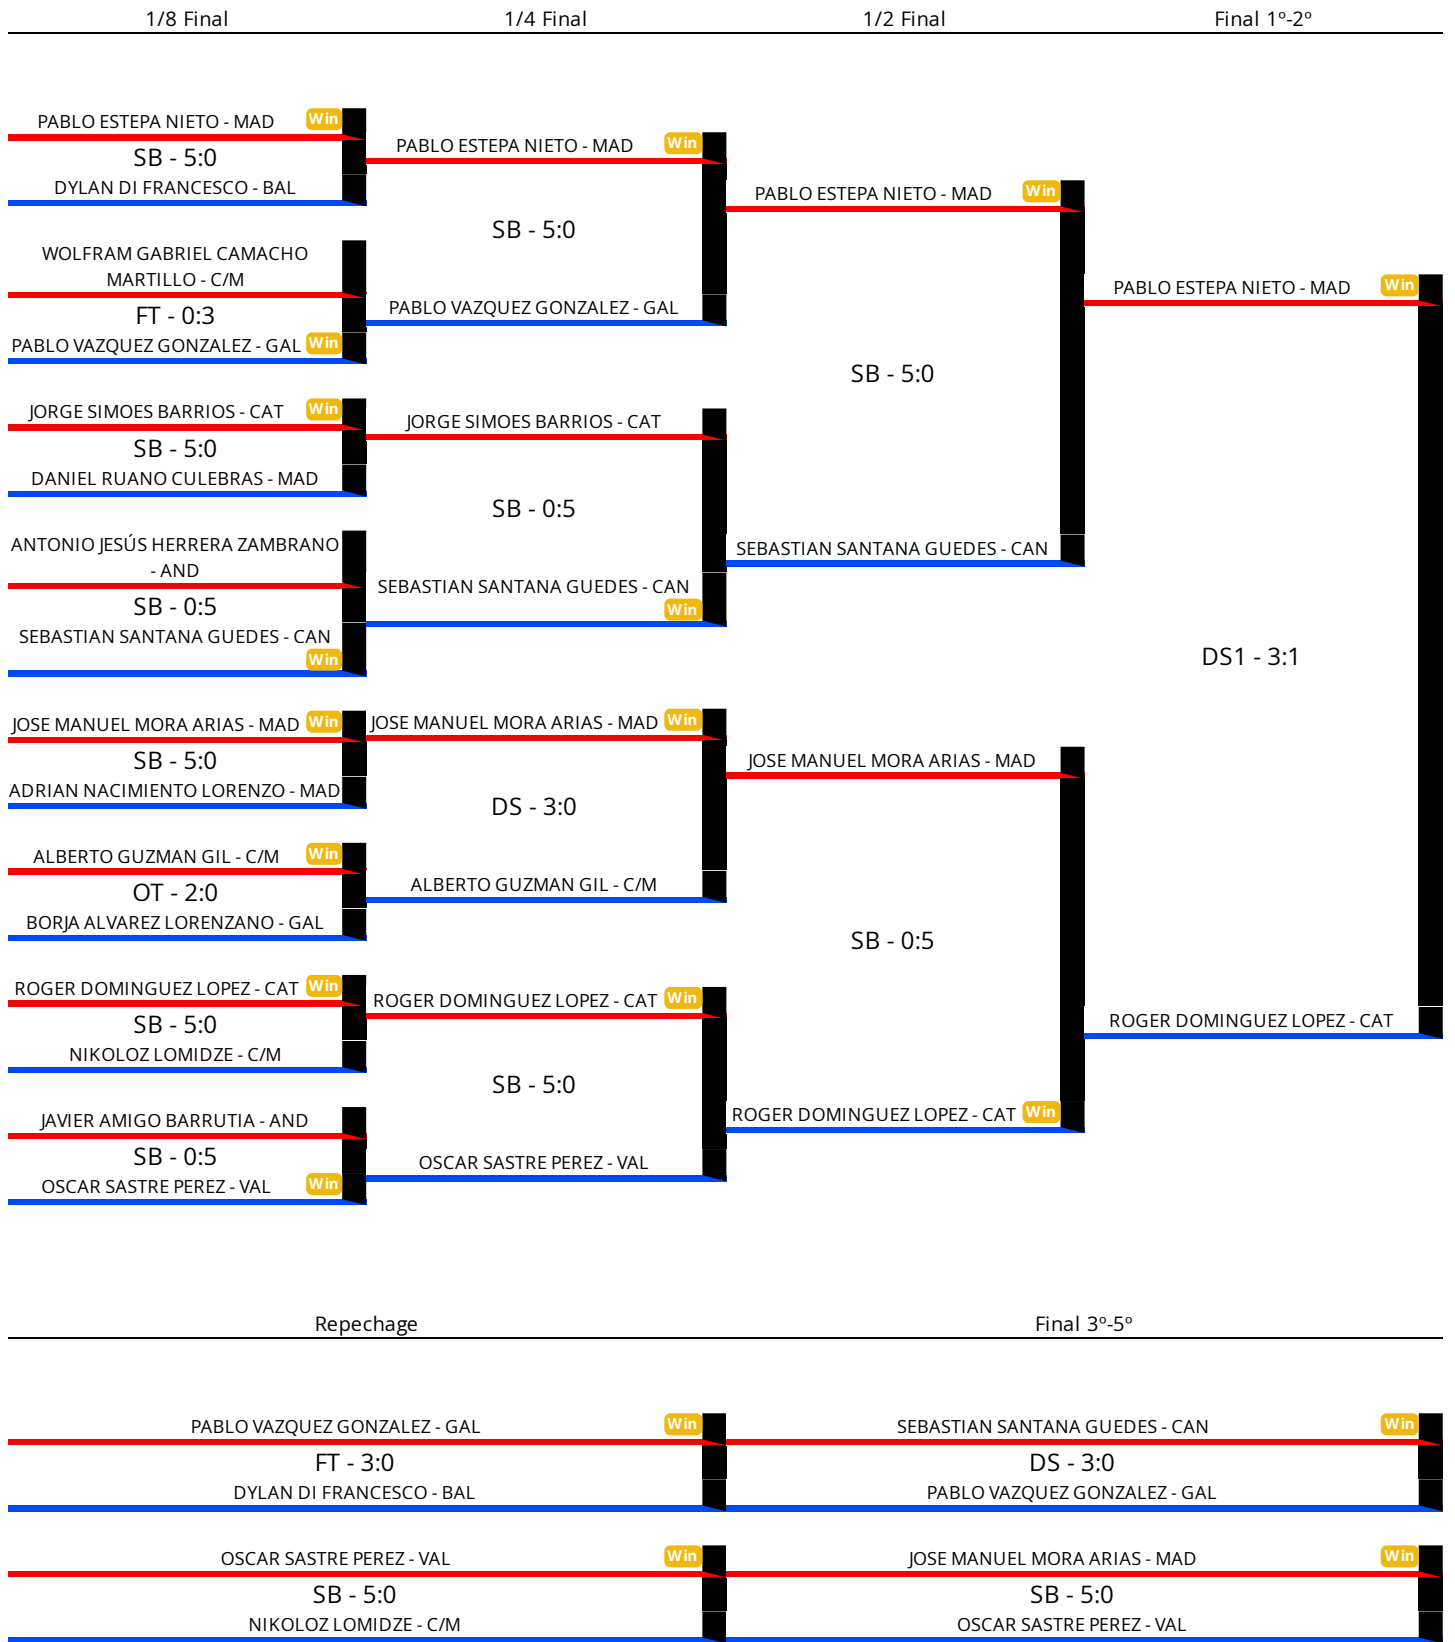 1/8 Final
1/4 Final
1/2 Final
Final 1º-2º
PABLO ESTEPA NIETO - MAD
Win
SB - 5:0
DYLAN DI FRANCESCO - BAL
WOLFRAM GABRIEL CAMACHO
MARTILLO - C/M
FT - 0:3
PABLO VAZQUEZ GONZALEZ - GAL
Win
JORGE SIMOES BARRIOS - CAT
Win
SB - 5:0
DANIEL RUANO CULEBRAS - MAD
ANTONIO JESÚS HERRERA ZAMBRANO
- AND
SB - 0:5
SEBASTIAN SANTANA GUEDES - CAN
Win
JOSE MANUEL MORA ARIAS - MAD
Win
SB - 5:0
ADRIAN NACIMIENTO LORENZO - MAD
ALBERTO GUZMAN GIL - C/M
Win
OT - 2:0
BORJA ALVAREZ LORENZANO - GAL
ROGER DOMINGUEZ LOPEZ - CAT
Win
SB - 5:0
NIKOLOZ LOMIDZE - C/M
JAVIER AMIGO BARRUTIA - AND
SB - 0:5
OSCAR SASTRE PEREZ - VAL
Win
PABLO ESTEPA NIETO - MAD
Win
SB - 5:0
PABLO VAZQUEZ GONZALEZ - GAL
JORGE SIMOES BARRIOS - CAT
SB - 0:5
SEBASTIAN SANTANA GUEDES - CAN
Win
JOSE MANUEL MORA ARIAS - MAD
Win
DS - 3:0
ALBERTO GUZMAN GIL - C/M
ROGER DOMINGUEZ LOPEZ - CAT
Win
SB - 5:0
OSCAR SASTRE PEREZ - VAL
PABLO ESTEPA NIETO - MAD
Win
SB - 5:0
SEBASTIAN SANTANA GUEDES - CAN
JOSE MANUEL MORA ARIAS - MAD
SB - 0:5
ROGER DOMINGUEZ LOPEZ - CAT
Win
PABLO ESTEPA NIETO - MAD
Win
DS1 - 3:1
ROGER DOMINGUEZ LOPEZ - CAT
Repechage
Final 3º-5º
PABLO VAZQUEZ GONZALEZ - GAL
Win
FT - 3:0
DYLAN DI FRANCESCO - BAL
OSCAR SASTRE PEREZ - VAL
Win
SB - 5:0
NIKOLOZ LOMIDZE - C/M
SEBASTIAN SANTANA GUEDES - CAN
Win
DS - 3:0
PABLO VAZQUEZ GONZALEZ - GAL
JOSE MANUEL MORA ARIAS - MAD
Win
SB - 5:0
OSCAR SASTRE PEREZ - VAL